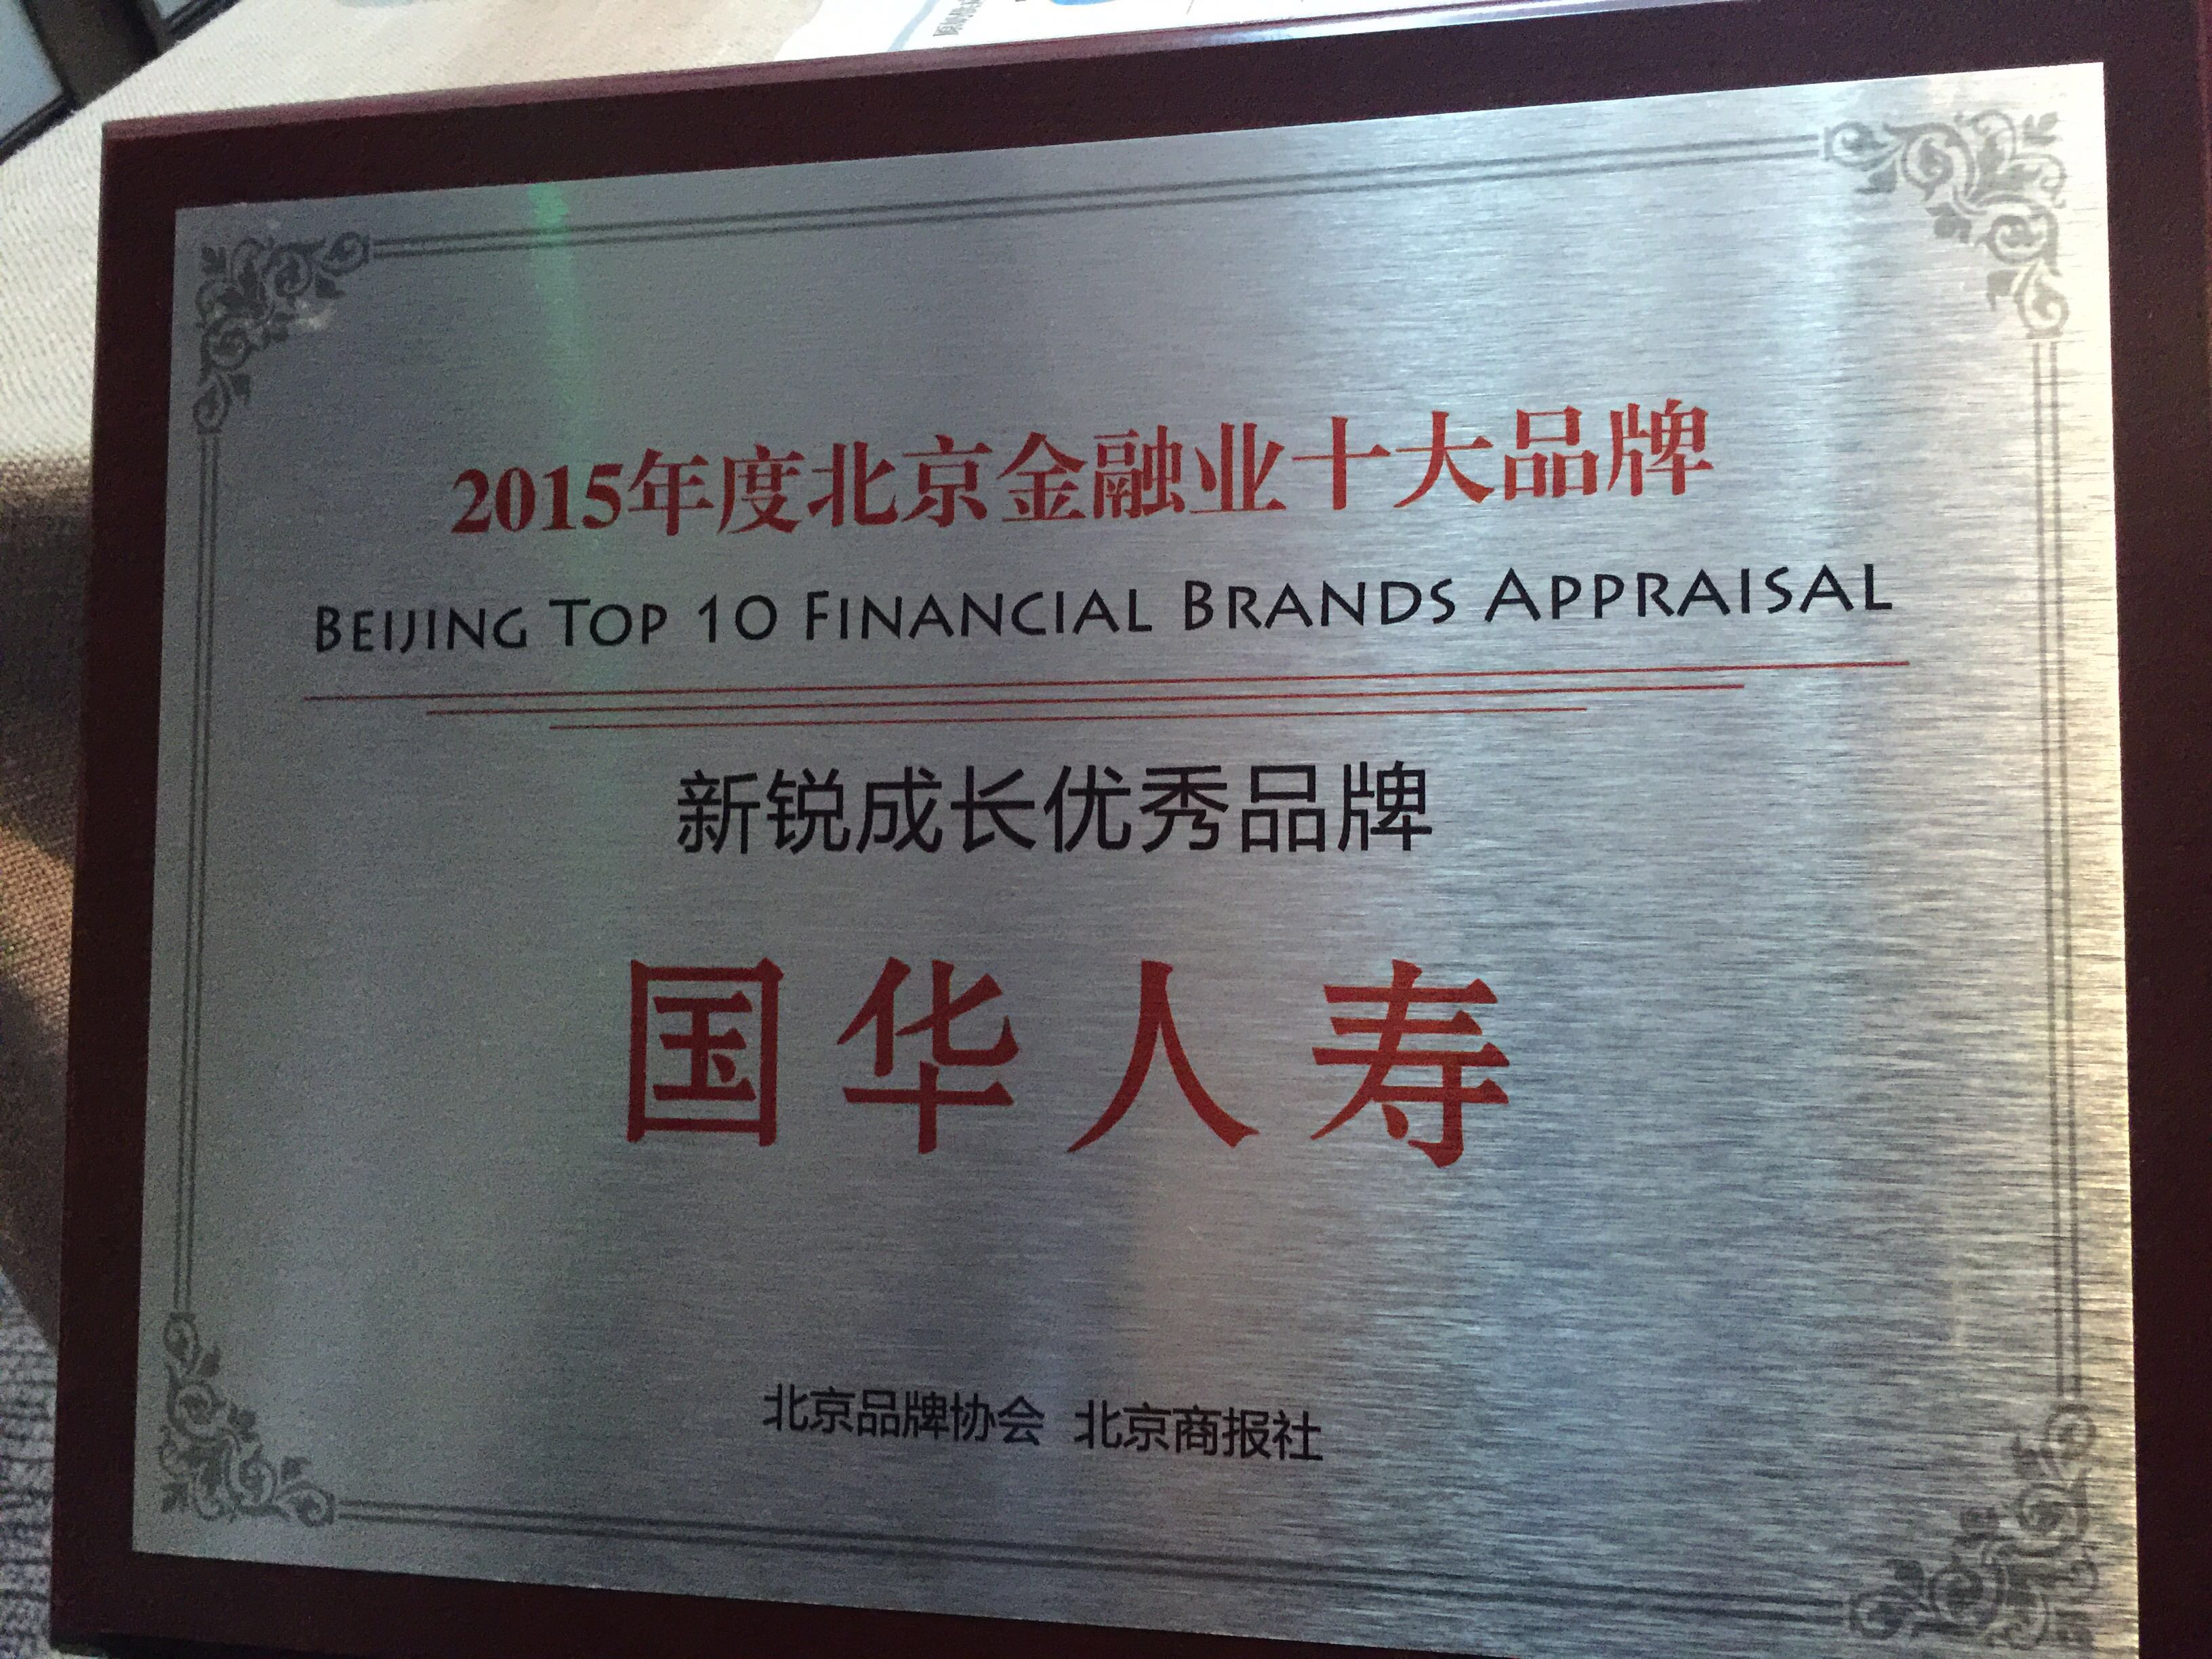 2015年度北京金融业十大品牌
BEIJING TOP 10 FINANCIAL BRANDS APPRAISAL
新锐成长优秀品牌
国华人寿
北京品牌协会 北京商报社